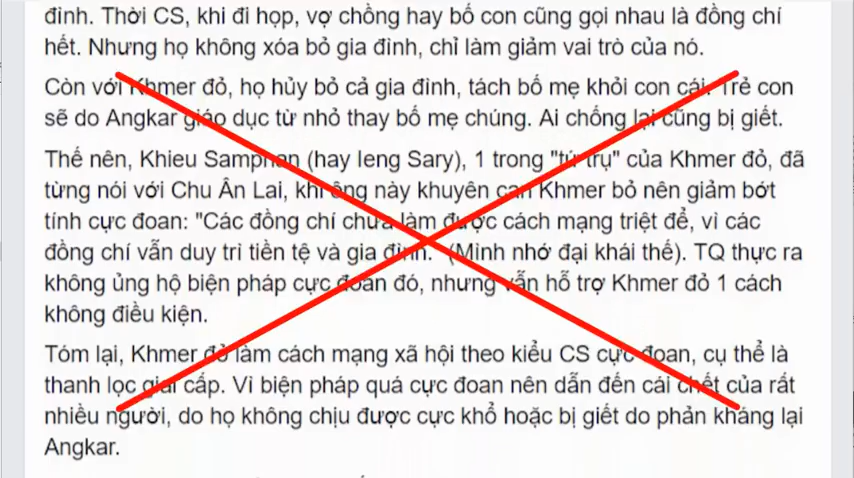 đình. Thời CS, khi đi họp, vợ chồng hay bố con cũng gọi nhau là đồng chí
hết. Nhưng họ không xóa bỏ gia đình, chỉ làm giảm vai trò của nó.
Còn với Khmer đỏ, họ hủy bỏ cả gia đình, tách bố mẹ khỏi con cái. Trẻ con
sẽ do Angkar giáo dục từ nhỏ thay bố mẹ chúng. Ai chống lại cũng bị giết.
Thế nên, Khieu Samphan (hay Ieng Sary), 1 trong "tứ trụ" của Khmer đỏ, đã
từng nói với Chu Ân Lai, khi ông này khuyên can Khmer bỏ nên giảm bớt
tính cực đoan: "Các đồng chí chưa làm được cách mạng triệt để, vì các
đồng chí vẫn duy trì tiền tệ và gia đình." (Mình nhớ đại khái thế). TQ thực ra
không ủng hộ biện pháp cực đoan đó, nhưng vẫn hỗ trợ Khmer đỏ 1 cách
không điều kiện.
Tóm lại, Khmer đỏ làm cách mạng xã hội theo kiểu CS cực đoan, cụ thể là
thanh lọc giai cấp. Vì biện pháp quá cực đoan nên dẫn đến cái chết của rất
nhiều người, do họ không chịu được cực khổ hoặc bị giết do phản kháng lại
Angkar.